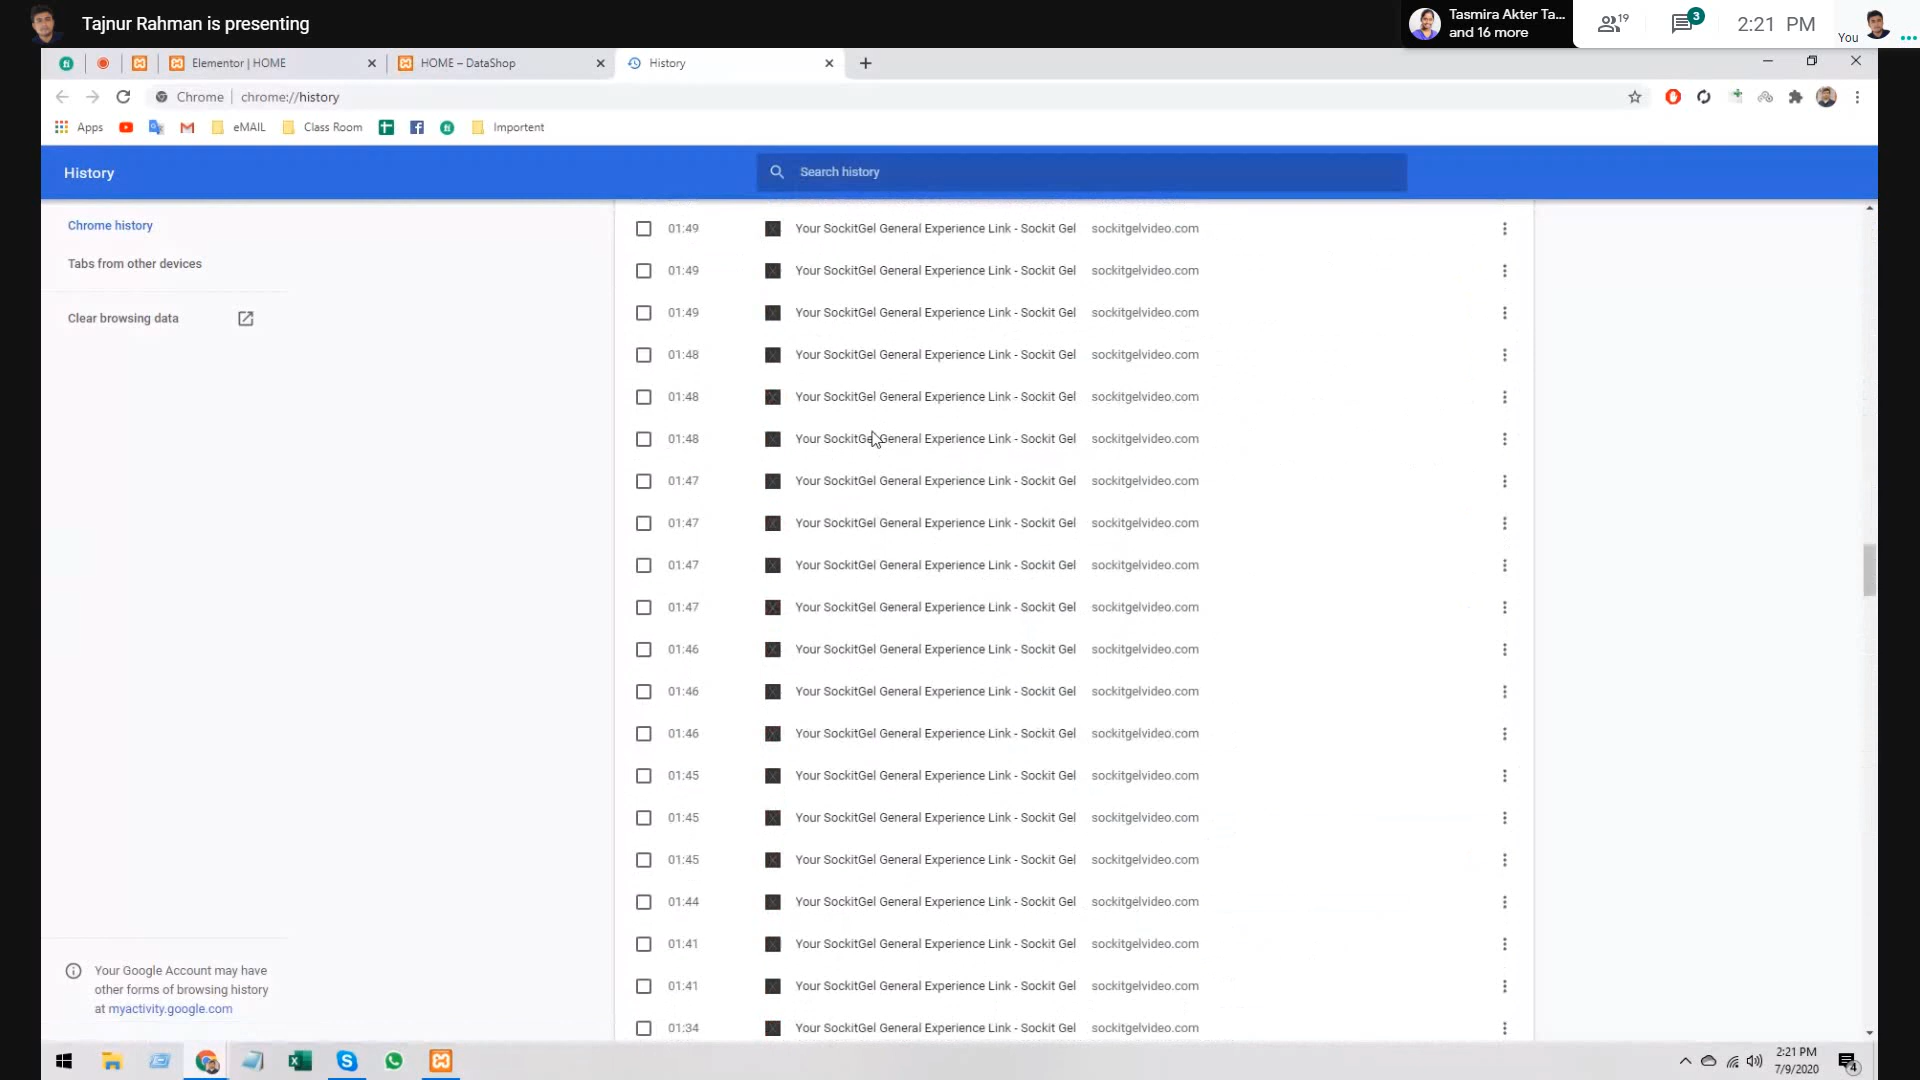 Tajnur Rahman is presenting
Tasmira Akter Ta...
and 16 more
19
3
2:21 PM
You
Elementor | HOME
HOME – DataShop
History
Chrome
chrome://history
Apps
eMAIL
Class Room
Importent
History
Search history
Chrome history
Tabs from other devices
Clear browsing data
01:49 Your SockitGel General Experience Link - Sockit Gel sockitgelvideo.com
01:49 Your SockitGel General Experience Link - Sockit Gel sockitgelvideo.com
01:49 Your SockitGel General Experience Link - Sockit Gel sockitgelvideo.com
01:48 Your SockitGel General Experience Link - Sockit Gel sockitgelvideo.com
01:48 Your SockitGel General Experience Link - Sockit Gel sockitgelvideo.com
01:48 Your SockitGel General Experience Link - Sockit Gel sockitgelvideo.com
01:47 Your SockitGel General Experience Link - Sockit Gel sockitgelvideo.com
01:47 Your SockitGel General Experience Link - Sockit Gel sockitgelvideo.com
01:47 Your SockitGel General Experience Link - Sockit Gel sockitgelvideo.com
01:47 Your SockitGel General Experience Link - Sockit Gel sockitgelvideo.com
01:46 Your SockitGel General Experience Link - Sockit Gel sockitgelvideo.com
01:46 Your SockitGel General Experience Link - Sockit Gel sockitgelvideo.com
01:46 Your SockitGel General Experience Link - Sockit Gel sockitgelvideo.com
01:45 Your SockitGel General Experience Link - Sockit Gel sockitgelvideo.com
01:45 Your SockitGel General Experience Link - Sockit Gel sockitgelvideo.com
01:45 Your SockitGel General Experience Link - Sockit Gel sockitgelvideo.com
01:44 Your SockitGel General Experience Link - Sockit Gel sockitgelvideo.com
01:41 Your SockitGel General Experience Link - Sockit Gel sockitgelvideo.com
01:41 Your SockitGel General Experience Link - Sockit Gel sockitgelvideo.com
01:34 Your SockitGel General Experience Link - Sockit Gel sockitgelvideo.com
Your Google Account may have
other forms of browsing history
at myactivity.google.com
2:21 PM
7/9/2020
4